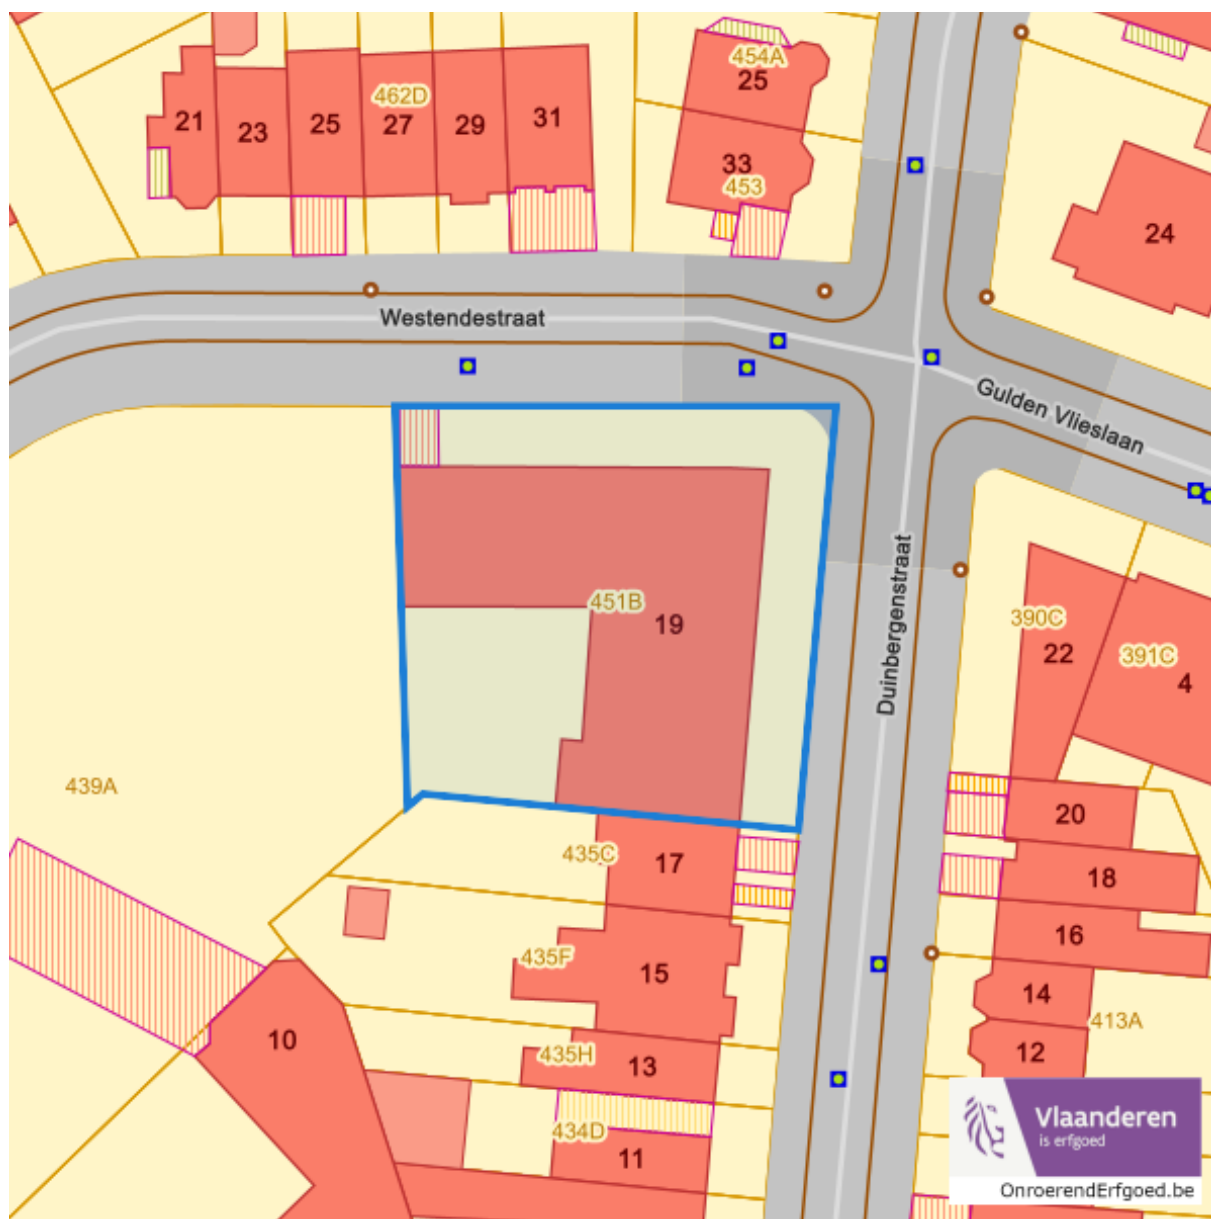 454A
25
462D
21
23
25
27
29
31
33
453
24
Westendestraat
Gulden Vlieslaan
451B
19
Duinbergenstraat
390C
22
391C
4
439A
20
435C
17
18
16
435F
15
14
413A
10
435H
13
12
434D
11
Vlaanderen
is erfgoed
OnroerendErfgoed.be